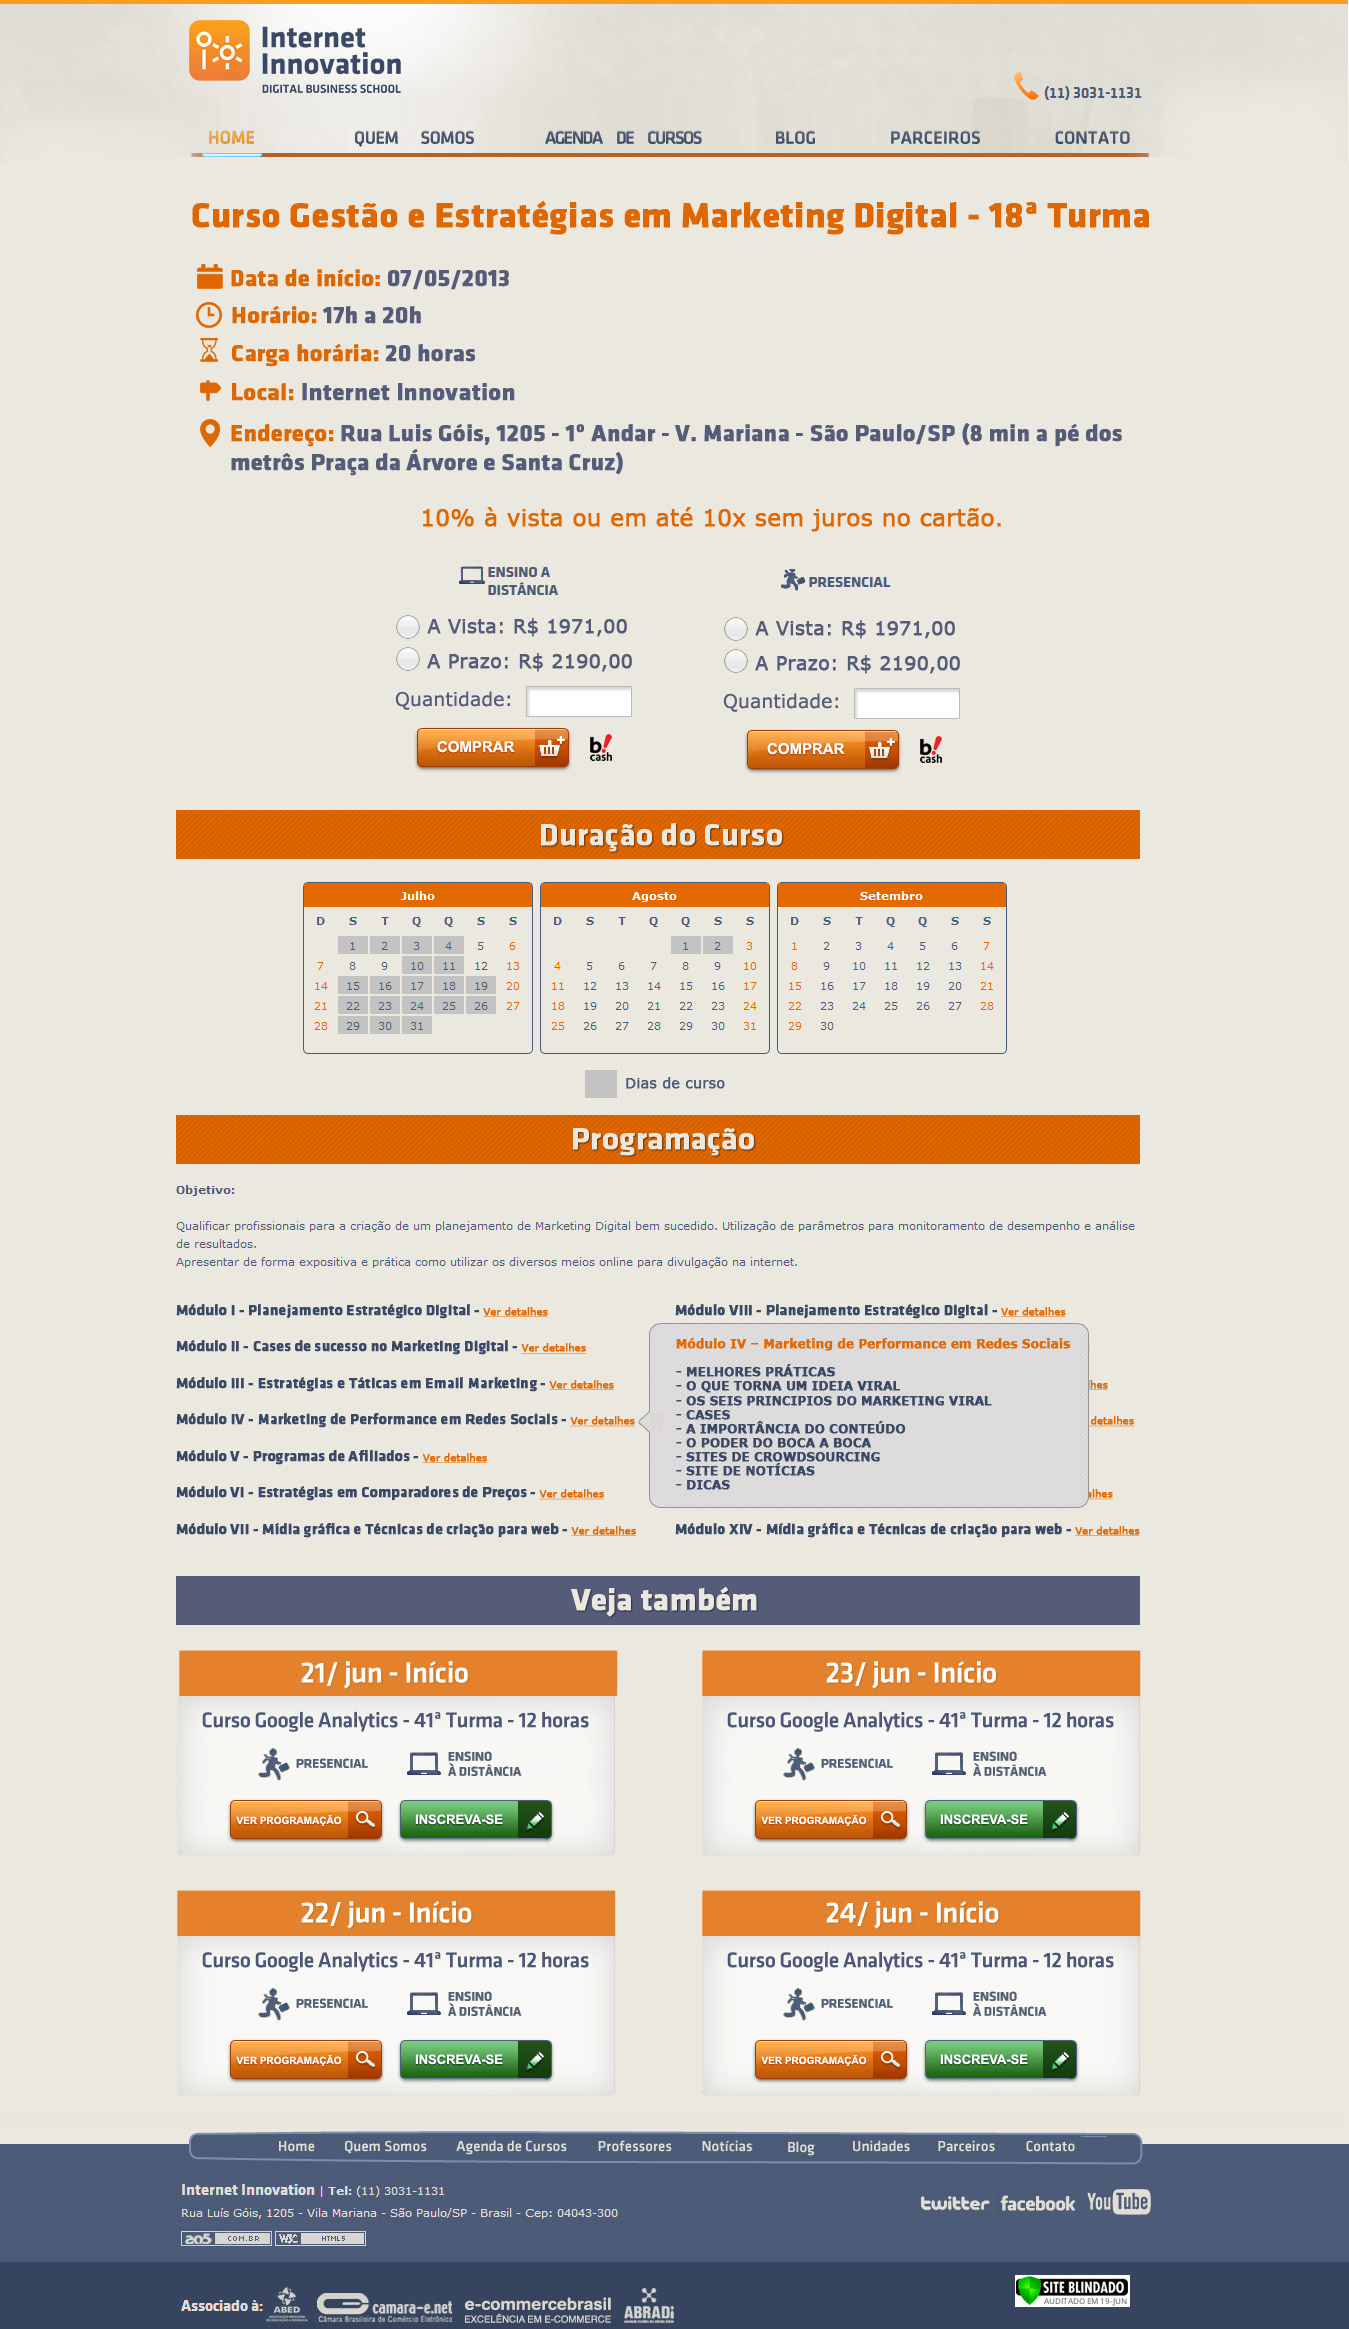 Internet
Innovation
DIGITAL BUSINESS SCHOOL
(11) 3031-1131
HOME QUEM SOMOS AGENDA DE CURSOS BLOG PARCEIROS CONTATO
Curso Gestão e Estratégias em Marketing Digital - 18ª Turma
Data de início: 07/05/2013
Horário: 17h a 20h
Carga horária: 20 horas
Local: Internet Innovation
Endereço: Rua Luis Góis, 1205 - 1º Andar - V. Mariana - São Paulo/SP (8 min a pé dos
metrôs Praça da Árvore e Santa Cruz)
10% à vista ou em até 10x sem juros no cartão.
ENSINO A
DISTÂNCIA
A Vista: R$ 1971,00
A Prazo: R$ 2190,00
Quantidade:
COMPRAR b! cash
PRESENCIAL
A Vista: R$ 1971,00
A Prazo: R$ 2190,00
Quantidade:
COMPRAR b! cash
Duração do Curso
Julho
D S T Q Q S S
1 2 3 4 5 6
7 8 9 10 11 12 13
14 15 16 17 18 19 20
21 22 23 24 25 26 27
28 29 30 31
Agosto
D S T Q Q S S
1 2 3
4 5 6 7 8 9 10
11 12 13 14 15 16 17
18 19 20 21 22 23 24
25 26 27 28 29 30 31
Setembro
D S T Q Q S S
1 2 3 4 5 6 7
8 9 10 11 12 13 14
15 16 17 18 19 20 21
22 23 24 25 26 27 28
29 30
Dias de curso
Programação
Objetivo:
Qualificar profissionais para a criação de um planejamento de Marketing Digital bem sucedido. Utilização de parâmetros para monitoramento de desempenho e análise
de resultados.
Apresentar de forma expositiva e prática como utilizar os diversos meios online para divulgação na internet.
Módulo I - Planejamento Estratégico Digital - Ver detalhes
Módulo II - Cases de sucesso no Marketing Digital - Ver detalhes
Módulo III - Estratégias e Táticas em Email Marketing - Ver detalhes
Módulo IV - Marketing de Performance em Redes Sociais - Ver detalhes
Módulo V - Programas de Afiliados - Ver detalhes
Módulo VI - Estratégias em Comparadores de Preços - Ver detalhes
Módulo VII - Mídia gráfica e Técnicas de criação para web - Ver detalhes
Módulo VIII - Planejamento Estratégico Digital - Ver detalhes
Módulo IV – Marketing de Performance em Redes Sociais
- MELHORES PRÁTICAS
- O QUE TORNA UM IDEIA VIRAL
- OS SEIS PRINCIPIOS DO MARKETING VIRAL
- CASES
- A IMPORTÂNCIA DO CONTEÚDO
- O PODER DO BOCA A BOCA
- SITES DE CROWDSOURCING
- SITE DE NOTÍCIAS
- DICAS
lhes
detalhes
alhes
Módulo XIV - Mídia gráfica e Técnicas de criação para web - Ver detalhes
Veja também
21/ jun - Início
Curso Google Analytics - 41ª Turma - 12 horas
PRESENCIAL
ENSINO
À DISTÂNCIA
VER PROGRAMAÇÃO INSCREVA-SE
23/ jun - Início
Curso Google Analytics - 41ª Turma - 12 horas
PRESENCIAL
ENSINO
À DISTÂNCIA
VER PROGRAMAÇÃO INSCREVA-SE
22/ jun - Início
Curso Google Analytics - 41ª Turma - 12 horas
PRESENCIAL
ENSINO
À DISTÂNCIA
VER PROGRAMAÇÃO INSCREVA-SE
24/ jun - Início
Curso Google Analytics - 41ª Turma - 12 horas
PRESENCIAL
ENSINO
À DISTÂNCIA
VER PROGRAMAÇÃO INSCREVA-SE
Home Quem Somos Agenda de Cursos Professores Notícias Blog Unidades Parceiros Contato
Internet Innovation | Tel: (11) 3031-1131
Rua Luís Góis, 1205 - Vila Mariana - São Paulo/SP - Brasil - Cep: 04043-300
ao5 COM.BR W3C HTML5
twitter facebook YouTube
Associado à:
ABED
camara-e.net
Câmara Brasileira de Comércio Eletrônico
e-commercebrasil
EXCELÊNCIA EM E-COMMERCE
ABRADi
SITE BLINDADO
AUDITADO EM 19-JUN